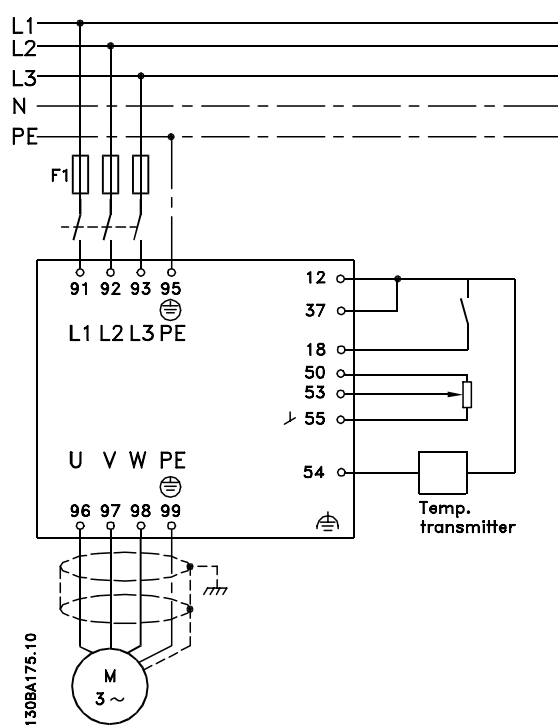 L1
L2
L3
N
PE
F1
91 92 93 95
L1 L2 L3 PE
12
37
18
50
53
55
54
U V W PE
96 97 98 99
Temp.
transmitter
M
3 ~
130BA175.10